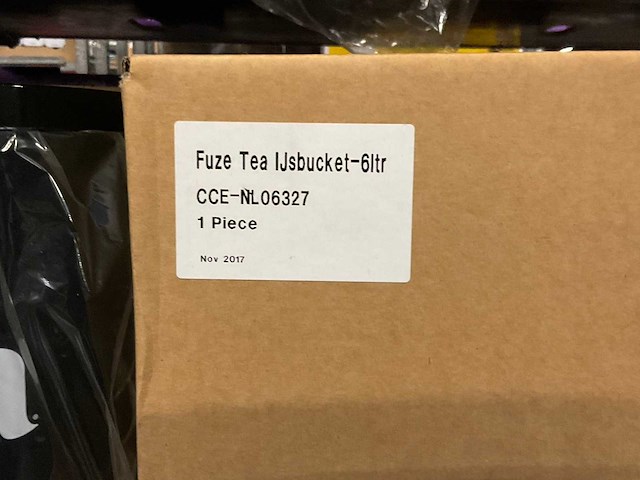 Fuze Tea IJsbucket-6ltr
CCE-NL06327
1 Piece
Nov 2017